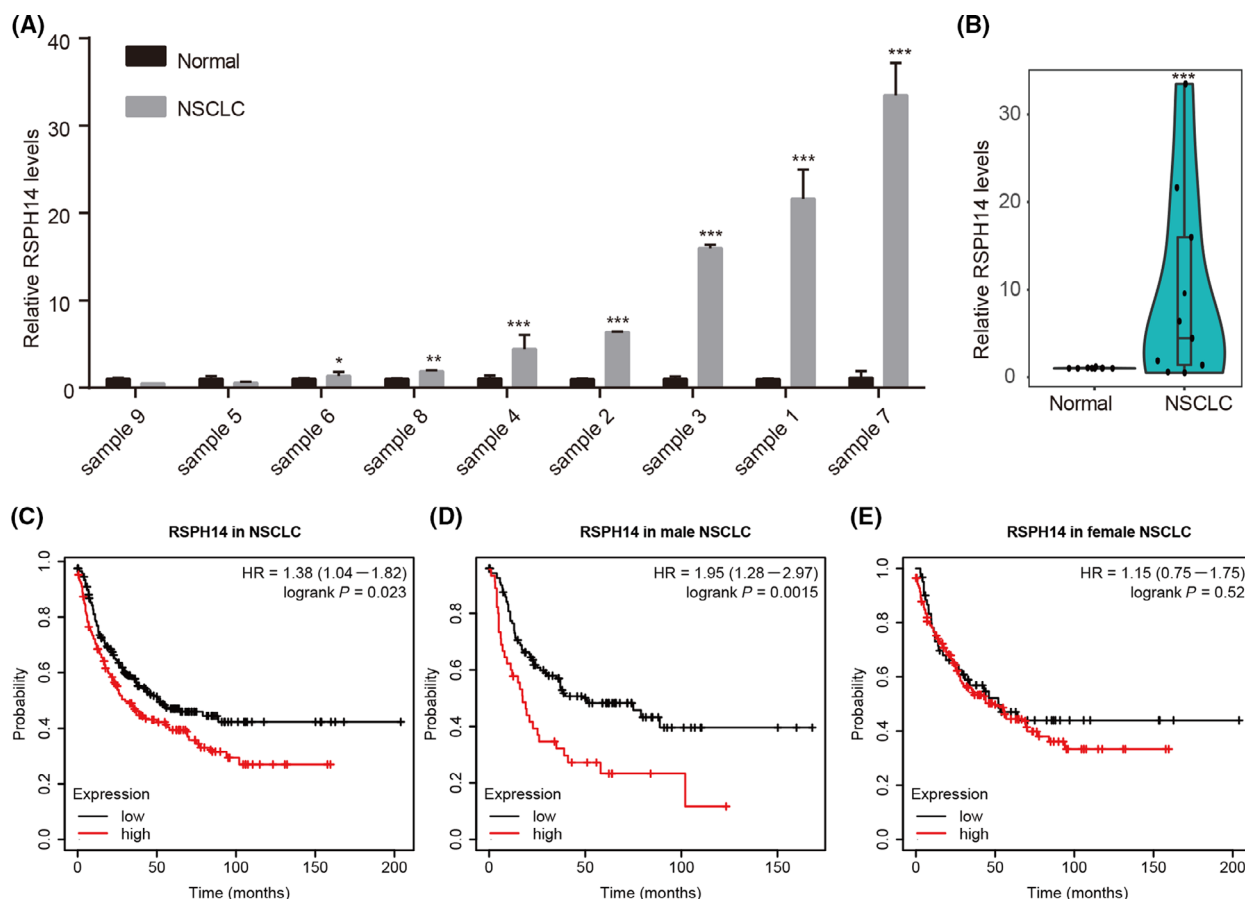 (A)
40
30
20
10
0
Relative RSPH14 levels
Normal
NSCLC
*
**
***
***
***
***
***
sample 9
sample 5
sample 6
sample 8
sample 4
sample 2
sample 3
sample 1
sample 7
(B)
***
30
20
10
0
Relative RSPH14 levels
Normal
NSCLC
(C)
RSPH14 in NSCLC
HR = 1.38 (1.04–1.82)
logrank P = 0.023
1.0
0.8
0.6
0.4
0.2
0.0
Probability
Expression
low
high
0 50 100 150 200
Time (months)
(D)
RSPH14 in male NSCLC
HR = 1.95 (1.28–2.97)
logrank P = 0.0015
0.8
0.6
0.4
0.2
0.0
Probability
Expression
low
high
0 50 100 150
Time (months)
(E)
RSPH14 in female NSCLC
HR = 1.15 (0.75–1.75)
logrank P = 0.52
1.0
0.8
0.6
0.4
0.2
0.0
Probability
Expression
low
high
0 50 100 150 200
Time (months)